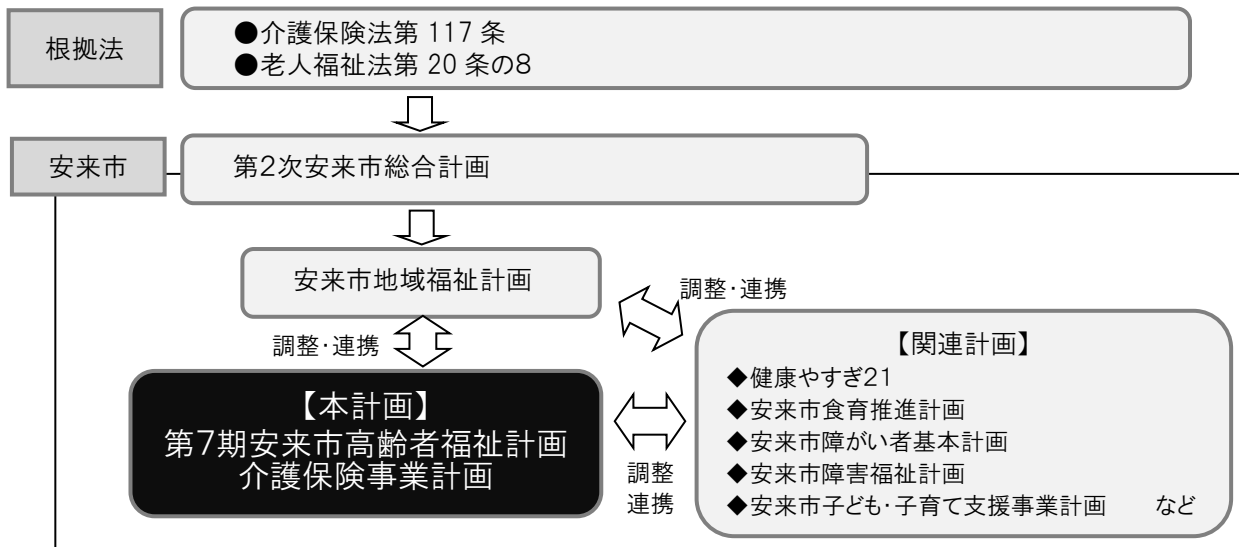 根拠法
●介護保険法第 117 条
●老人福祉法第 20 条の8
安来市
第2次安来市総合計画
安来市地域福祉計画
調整・連携
調整・連携
【本計画】
第7期安来市高齢者福祉計画
介護保険事業計画
調整
連携
【関連計画】
◆健康やすぎ21
◆安来市食育推進計画
◆安来市障がい者基本計画
◆安来市障害福祉計画
◆安来市子ども・子育て支援事業計画 など